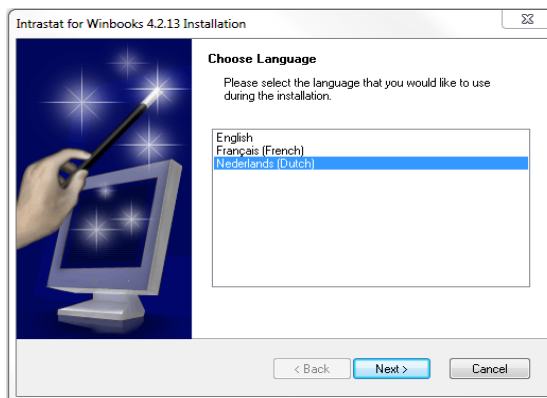 Intrastat for Winbooks 4.2.13 Installation
Choose Language
Please select the language that you would like to use
during the installation.
English
Français (French)
Nederlands (Dutch)
< Back
Next >
Cancel